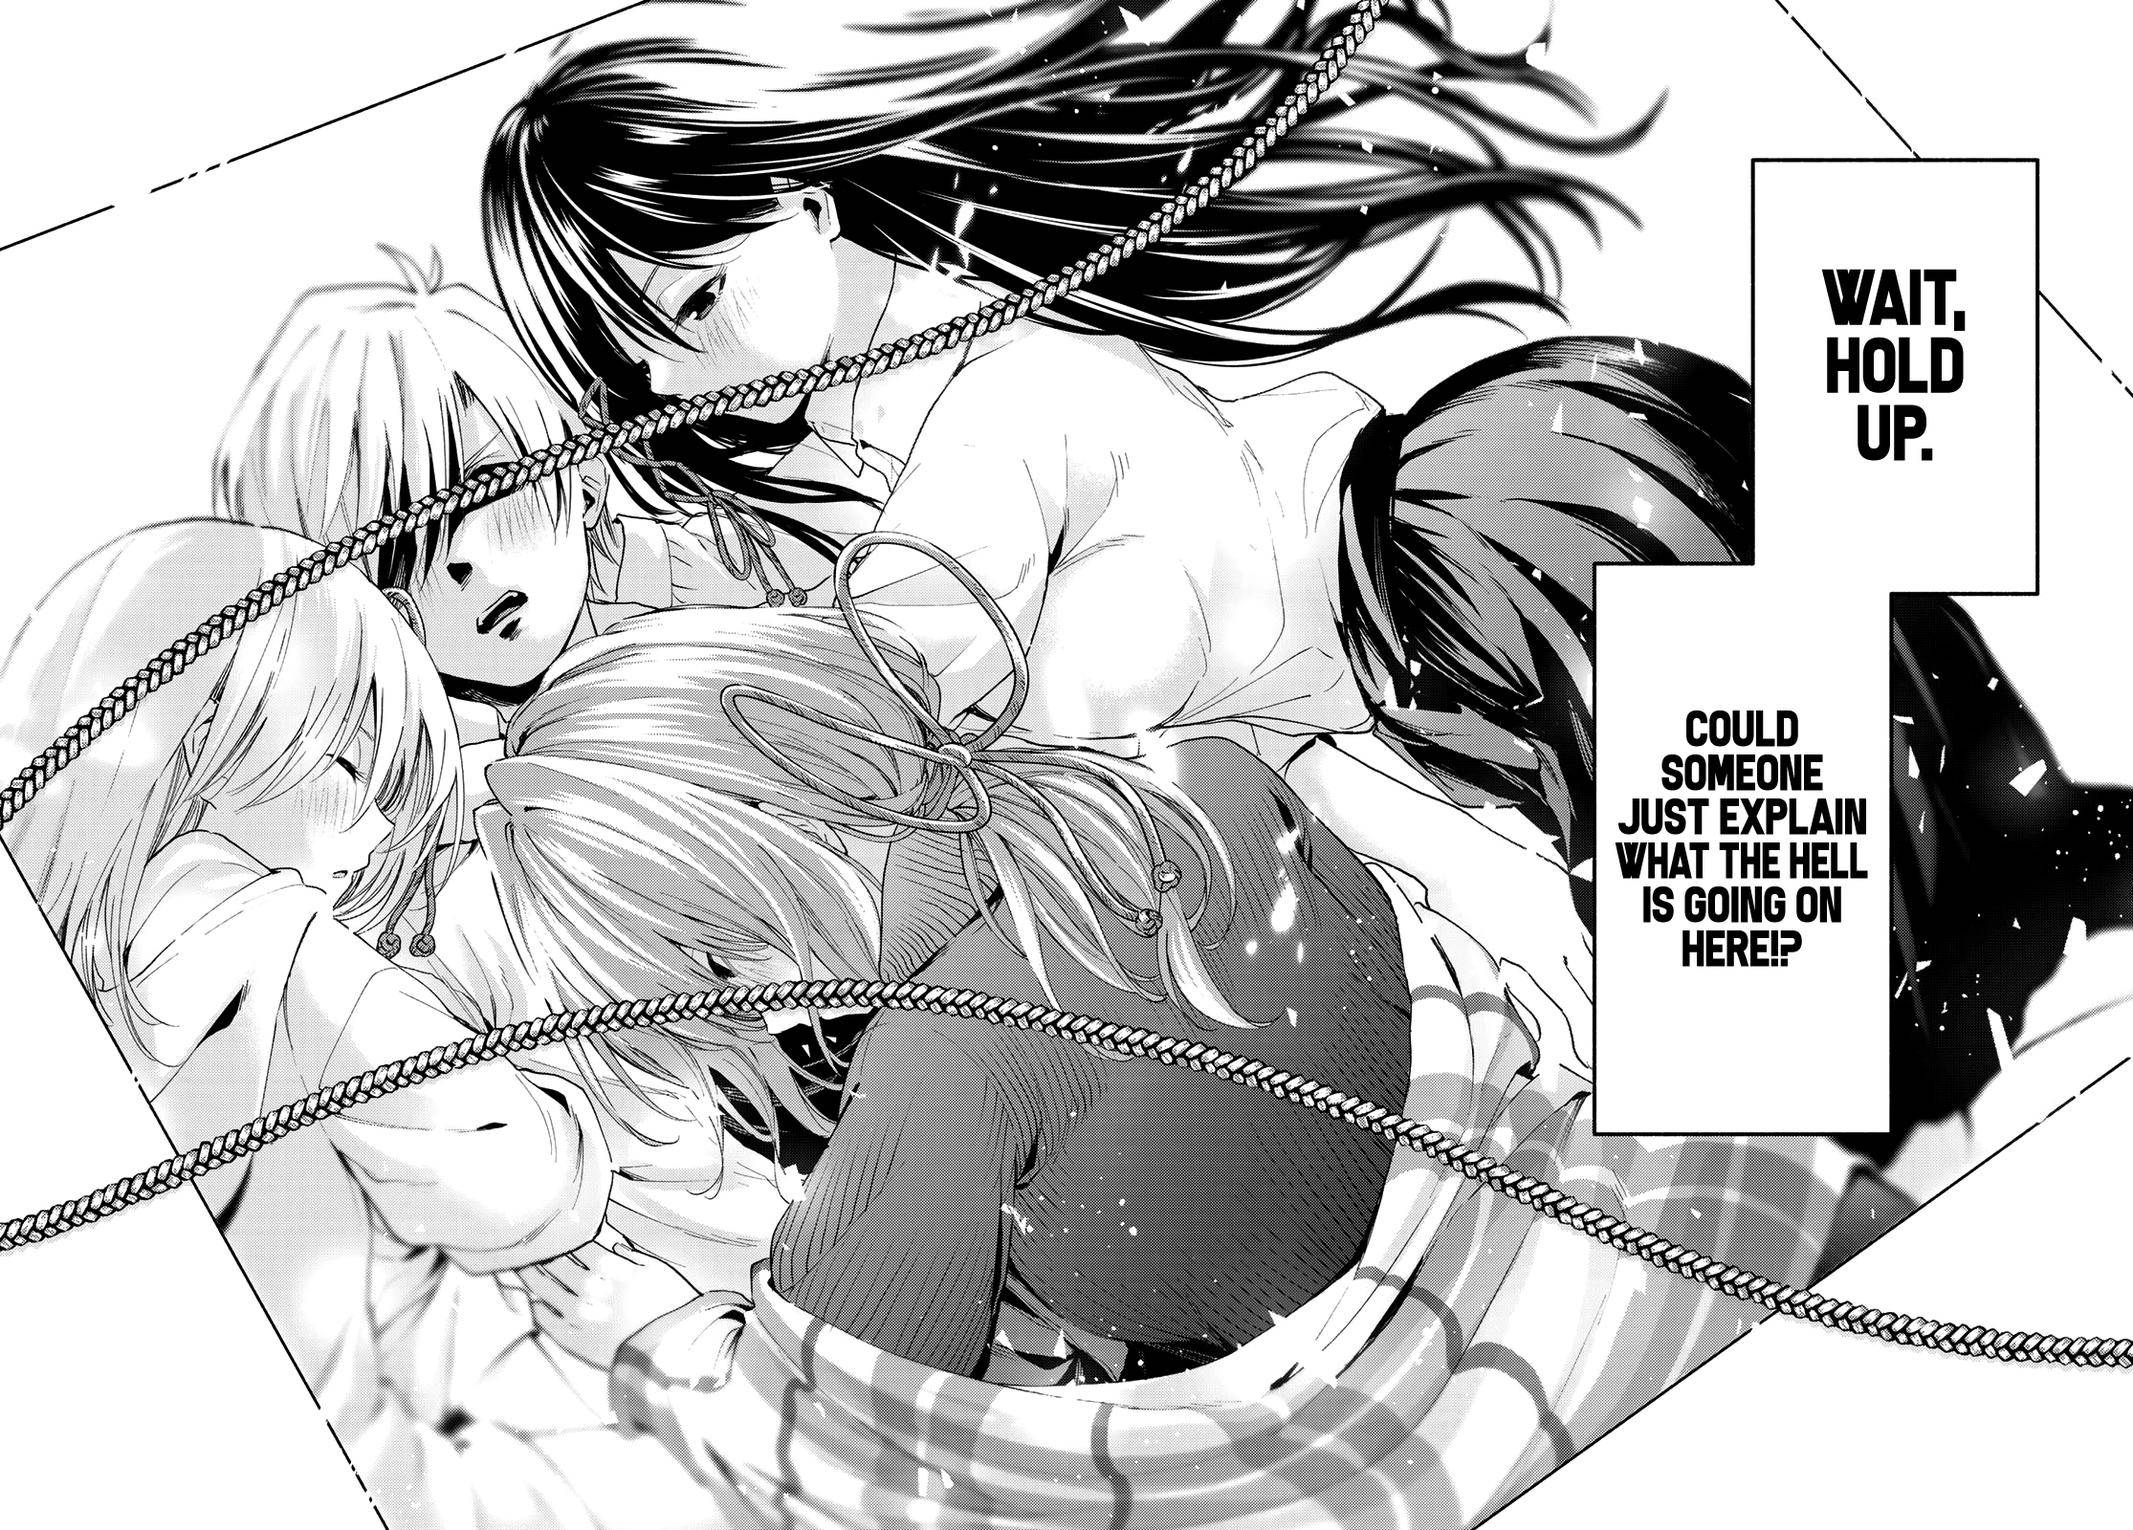 WAIT,
HOLD
UP.
COULD
SOMEONE
JUST EXPLAIN
WHAT THE HELL
IS GOING ON
HERE!?